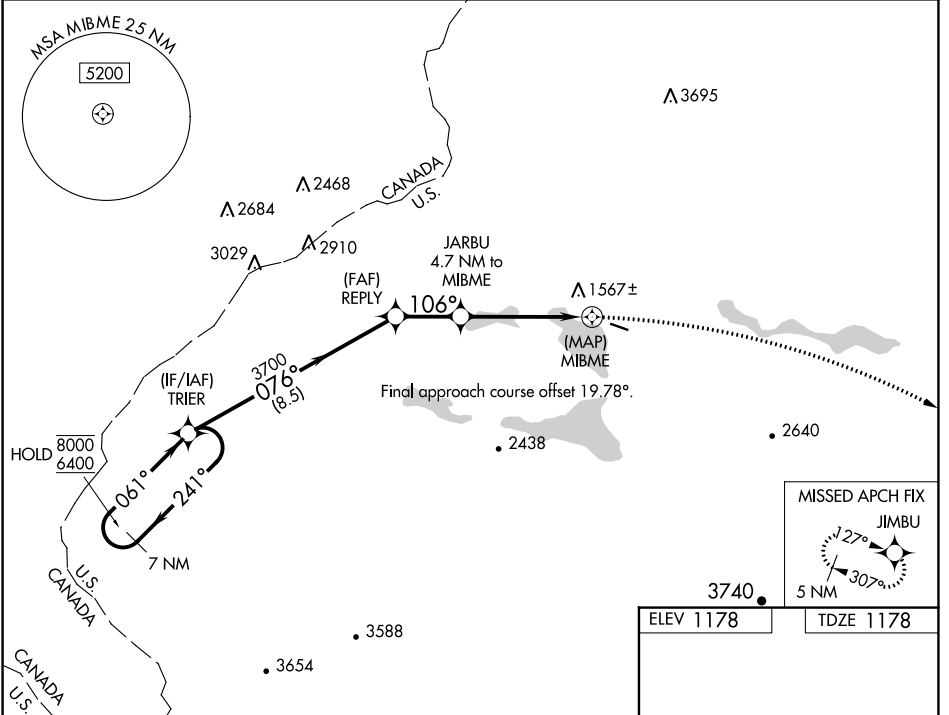 MSA MIBME 25 NM
5200
3695
CANADA
U.S.
2468
2684
3029
2910
JARBU
4.7 NM to
MIBME
(FAF)
REPLY
106°
1567±
(MAP)
MIBME
3700
076°
(8.5)
(IF/IAF)
TRIER
Final approach course offset 19.78°.
HOLD
8000
6400
061°
241°
7 NM
2438
2640
U.S.
CANADA
MISSED APCH FIX
JIMBU
127°
307°
5 NM
3740
ELEV 1178
TDZE 1178
3588
3654
CANADA
U.S.